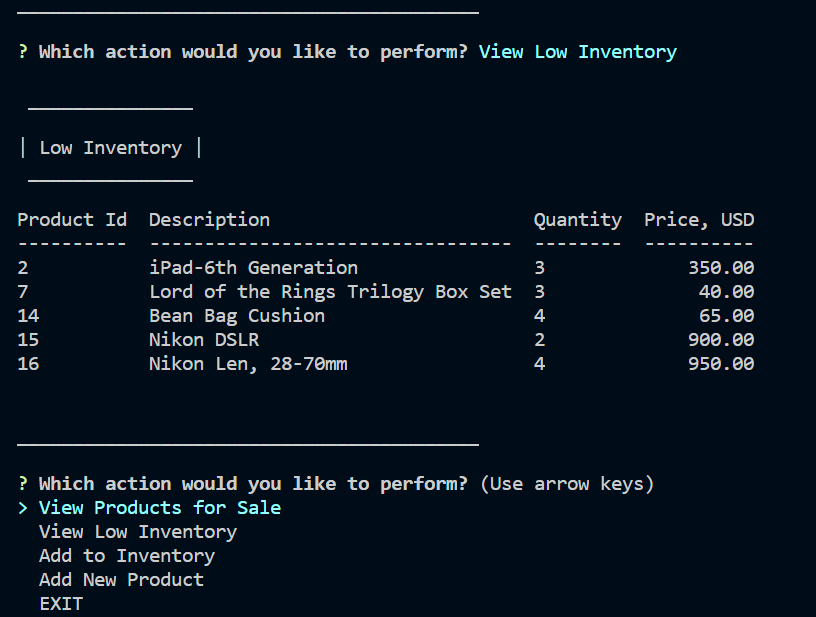 ? Which action would you like to perform? View Low Inventory
| Low Inventory |
Product Id  Description                        Quantity  Price, USD
----------  ---------------------------------  --------  ----------
2           iPad-6th Generation                3             350.00
7           Lord of the Rings Trilogy Box Set  3              40.00
14          Bean Bag Cushion                   4              65.00
15          Nikon DSLR                         2             900.00
16          Nikon Len, 28-70mm                 4             950.00
? Which action would you like to perform? (Use arrow keys)
> View Products for Sale
  View Low Inventory
  Add to Inventory
  Add New Product
  EXIT